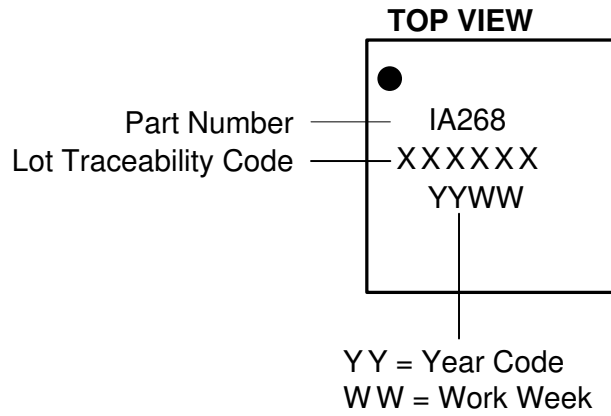 TOP VIEW
Part Number
IA268
Lot Traceability Code
XXXXXX
YYWW
YY = Year Code
WW = Work Week